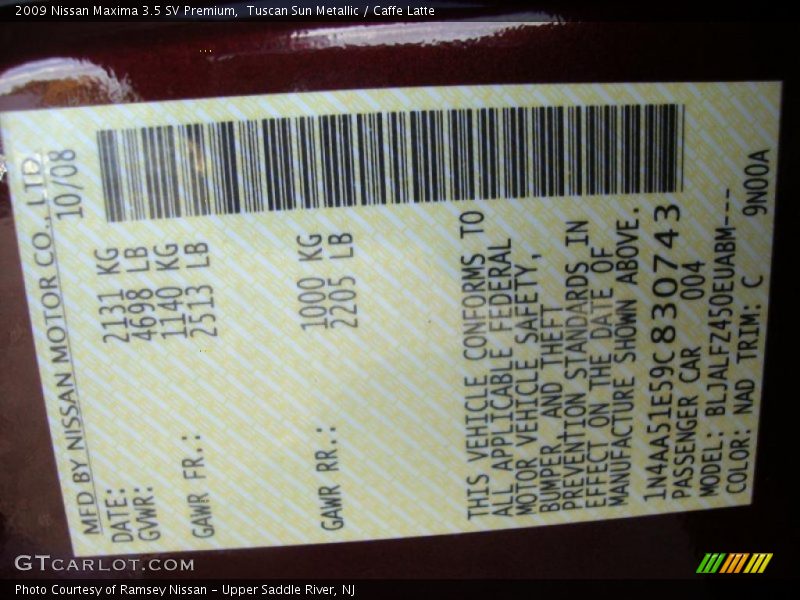 2009 Nissan Maxima 3.5 SV Premium,  Tuscan Sun Metallic / Caffe Latte
MFD BY NISSAN MOTOR CO., LTD.
DATE: 10/08
GVWR: 2131 KG
4698 LB
GAWR FR.: 1140 KG
2513 LB
GAWR RR.: 1000 KG
2205 LB
THIS VEHICLE CONFORMS TO
ALL APPLICABLE FEDERAL
MOTOR VEHICLE SAFETY,
BUMPER, AND THEFT
PREVENTION STANDARDS IN
EFFECT ON THE DATE OF
MANUFACTURE SHOWN ABOVE.
1N4AA51E59C830743
PASSENGER CAR 004
MODEL: BLJALFZ450EUABM---
COLOR: NAD TRIM: C 9N00A
GTCARLOT.COM
Photo Courtesy of Ramsey Nissan - Upper Saddle River, NJ